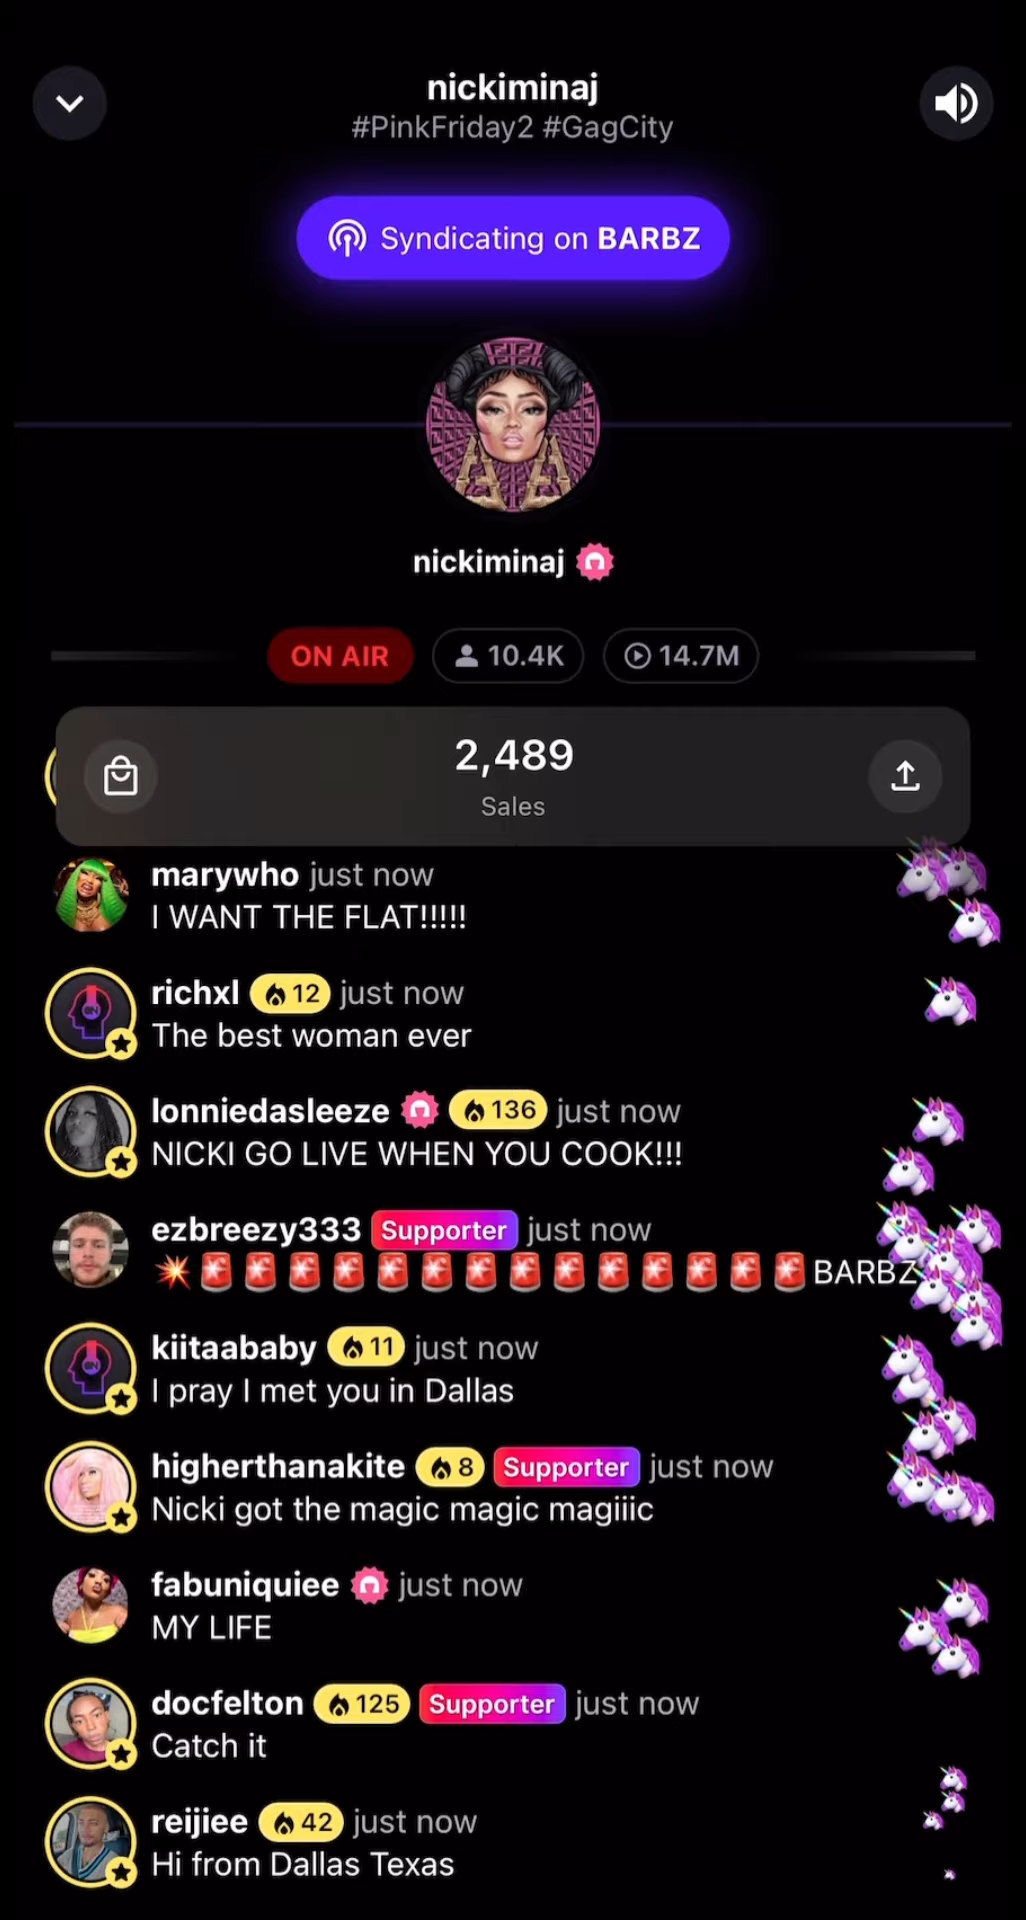 nickiminaj
#PinkFriday2 #GagCity
Syndicating on BARBZ
nickiminaj
ON AIR 10.4K 14.7M
2,489
Sales
marywho just now
I WANT THE FLAT!!!!!
richxl 12 just now
The best woman ever
lonniedasleeze 136 just now
NICKI GO LIVE WHEN YOU COOK!!!
ezbreezy333 Supporter just now
💥🚨🚨🚨🚨🚨🚨🚨🚨🚨🚨🚨🚨🚨🚨BARBZ
kiitaababy 11 just now
I pray I met you in Dallas
higherthanakite 8 Supporter just now
Nicki got the magic magic magiiic
fabuniquiee just now
MY LIFE
docfelton 125 Supporter just now
Catch it
reijiee 42 just now
Hi from Dallas Texas